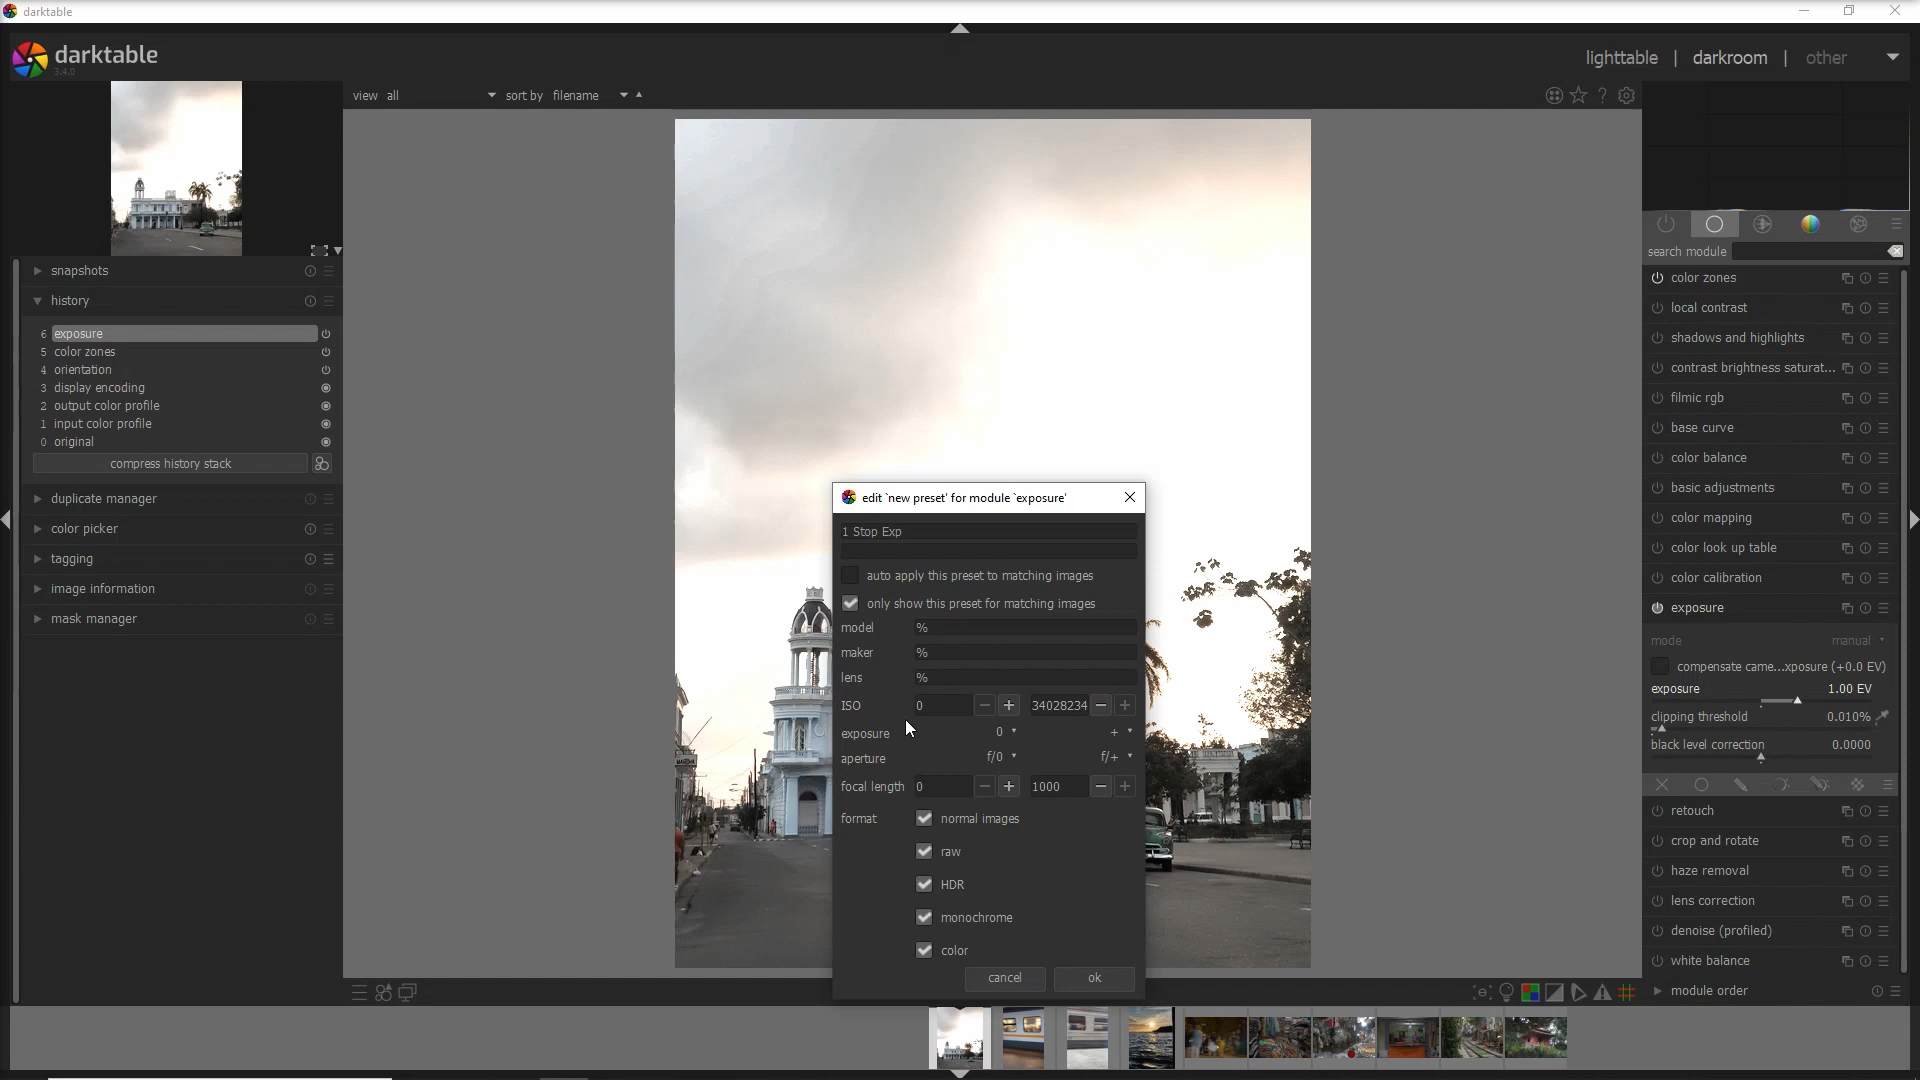 darktable
darktable
3.4.0
lighttable | darkroom | other
view all sort by filename
snapshots
history
6 exposure
5 color zones
4 orientation
3 display encoding
2 output color profile
1 input color profile
0 original
compress history stack
duplicate manager
color picker
tagging
image information
mask manager
edit `new preset' for module `exposure'
1 Stop Exp
auto apply this preset to matching images
only show this preset for matching images
model %
maker %
lens %
ISO 0 − + 34028234 − +
exposure 0 +
aperture f/0 f/+
focal length 0 − + 1000 − +
format normal images
raw
HDR
monochrome
color
cancel ok
search module
color zones
local contrast
shadows and highlights
contrast brightness saturat...
filmic rgb
base curve
color balance
basic adjustments
color mapping
color look up table
color calibration
exposure
mode manual
compensate came...xposure (+0.0 EV)
exposure 1.00 EV
clipping threshold 0.010%
black level correction 0.0000
retouch
crop and rotate
haze removal
lens correction
denoise (profiled)
white balance
module order